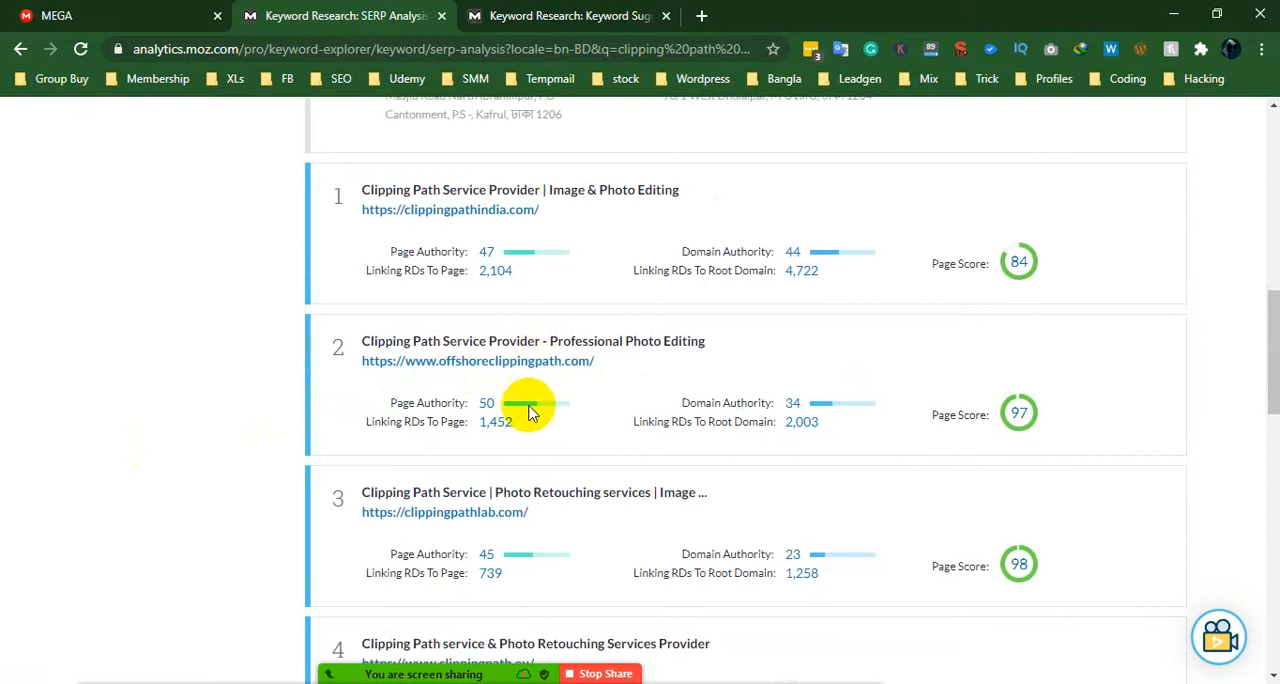 MEGA
Keyword Research: SERP Analysis
Keyword Research: Keyword Sug
analytics.moz.com/pro/keyword-explorer/keyword/serp-analysis?locale=bn-BD&q=clipping%20path%20...
3
89
IQ
W
Group Buy
Membership
XLs
FB
SEO
Udemy
SMM
Tempmail
stock
Wordpress
Bangla
Leadgen
Mix
Trick
Profiles
Coding
Hacking
Cantonment, P.S -, Kafrul, ঢাকা 1206
1
Clipping Path Service Provider | Image & Photo Editing
https://clippingpathindia.com/
Page Authority: 47
Domain Authority: 44
Linking RDs To Page: 2,104
Linking RDs To Root Domain: 4,722
Page Score: 84
2
Clipping Path Service Provider - Professional Photo Editing
https://www.offshoreclippingpath.com/
Page Authority: 50
Domain Authority: 34
Linking RDs To Page: 1,452
Linking RDs To Root Domain: 2,003
Page Score: 97
3
Clipping Path Service | Photo Retouching services | Image ...
https://clippingpathlab.com/
Page Authority: 45
Domain Authority: 23
Linking RDs To Page: 739
Linking RDs To Root Domain: 1,258
Page Score: 98
4
Clipping Path service & Photo Retouching Services Provider
You are screen sharing
Stop Share